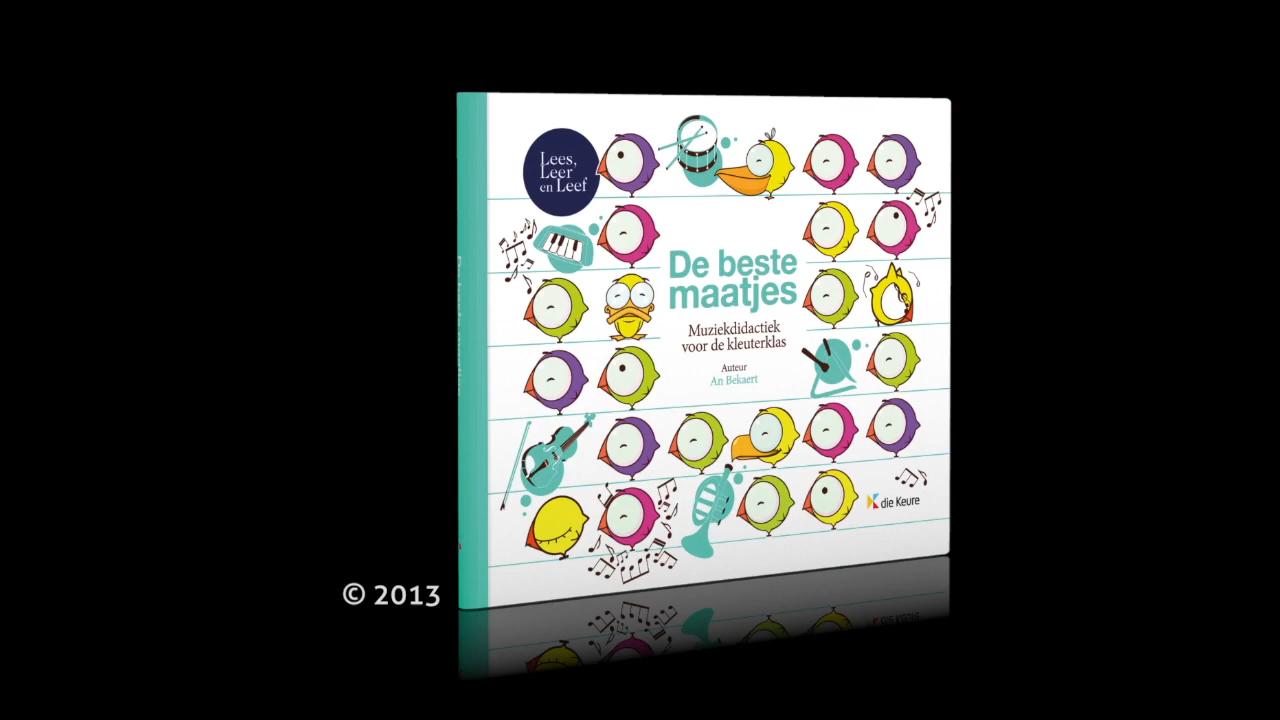 Lees,
Leer
en Leef
De beste
maatjes
Muziekdidactiek
voor de kleuterklas
Auteur
An Bekaert
die Keure
© 2013